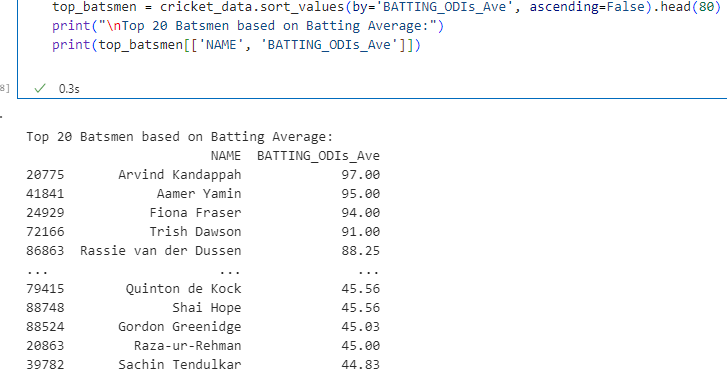 top_batsmen = cricket_data.sort_values(by='BATTING_ODIs_Ave', ascending=False).head(80)
print("\nTop 20 Batsmen based on Batting Average:")
print(top_batsmen[['NAME', 'BATTING_ODIs_Ave']])
8] ✓ 0.3s
Top 20 Batsmen based on Batting Average:
NAME BATTING_ODIs_Ave
20775 Arvind Kandappah 97.00
41841 Aamer Yamin 95.00
24929 Fiona Fraser 94.00
72166 Trish Dawson 91.00
86863 Rassie van der Dussen 88.25
... ... ...
79415 Quinton de Kock 45.56
88748 Shai Hope 45.56
88524 Gordon Greenidge 45.03
20863 Raza-ur-Rehman 45.00
39782 Sachin Tendulkar 44.83